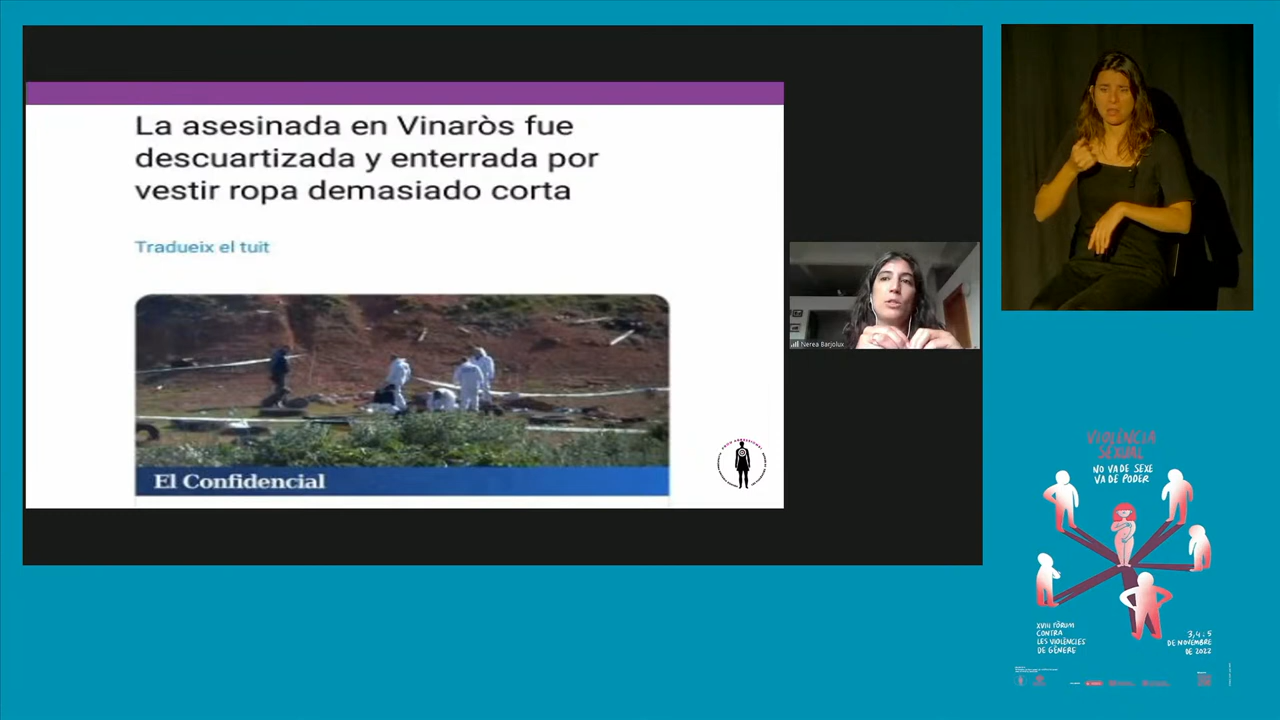 La asesinada en Vinaròs fue
descuartizada y enterrada por
vestir ropa demasiado corta
Tradueix el tuit
El Confidencial
Nerea Barjolux
VIOLÈNCIA
SEXUAL
NO VA DE SEXE
VA DE PODER
XVIII FÒRUM
CONTRA
LES VIOLÈNCIES
DE GÈNERE
3, 4 i 5
DE NOVEMBRE
DE 2022